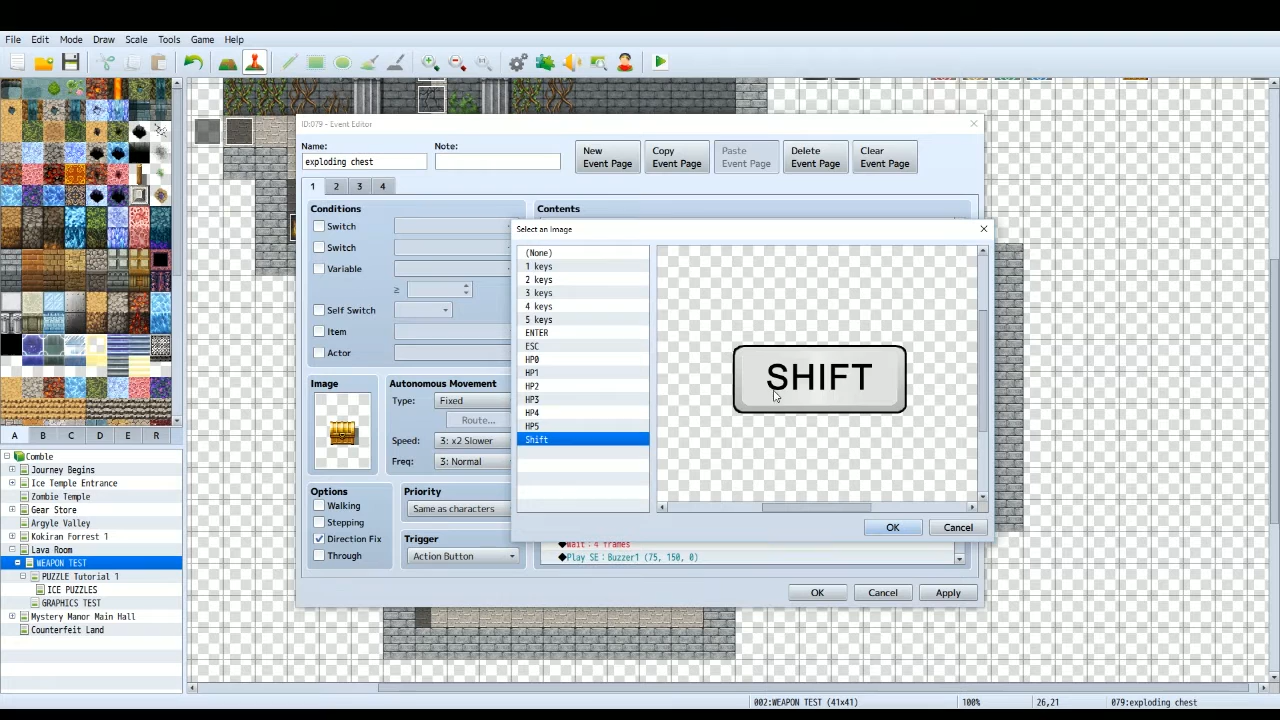 File Edit Mode Draw Scale Tools Game Help
ID:079 - Event Editor
Name:
Note:
exploding chest
New Event Page
Copy Event Page
Paste Event Page
Delete Event Page
Clear Event Page
1 2 3 4
Conditions
Contents
Switch
Switch
Variable
≥
Self Switch
Item
Actor
Select an Image
(None)
1 keys
2 keys
3 keys
4 keys
5 keys
ENTER
ESC
HP0
HP1
HP2
HP3
HP4
HP5
Shift
SHIFT
OK
Cancel
Image
Autonomous Movement
Type: Fixed
Route...
Speed: 3: x2 Slower
Freq: 3: Normal
Options
Walking
Stepping
Direction Fix
Through
Priority
Same as characters
Trigger
Action Button
◆Wait : 4 frames
◆Play SE : Buzzer1 (75, 150, 0)
OK
Cancel
Apply
A B C D E R
Comble
Journey Begins
Ice Temple Entrance
Zombie Temple
Gear Store
Argyle Valley
Kokiran Forrest 1
Lava Room
WEAPON TEST
PUZZLE Tutorial 1
ICE PUZZLES
GRAPHICS TEST
Mystery Manor Main Hall
Counterfeit Land
002:WEAPON TEST (41x41)
100%
26,21
079:exploding chest